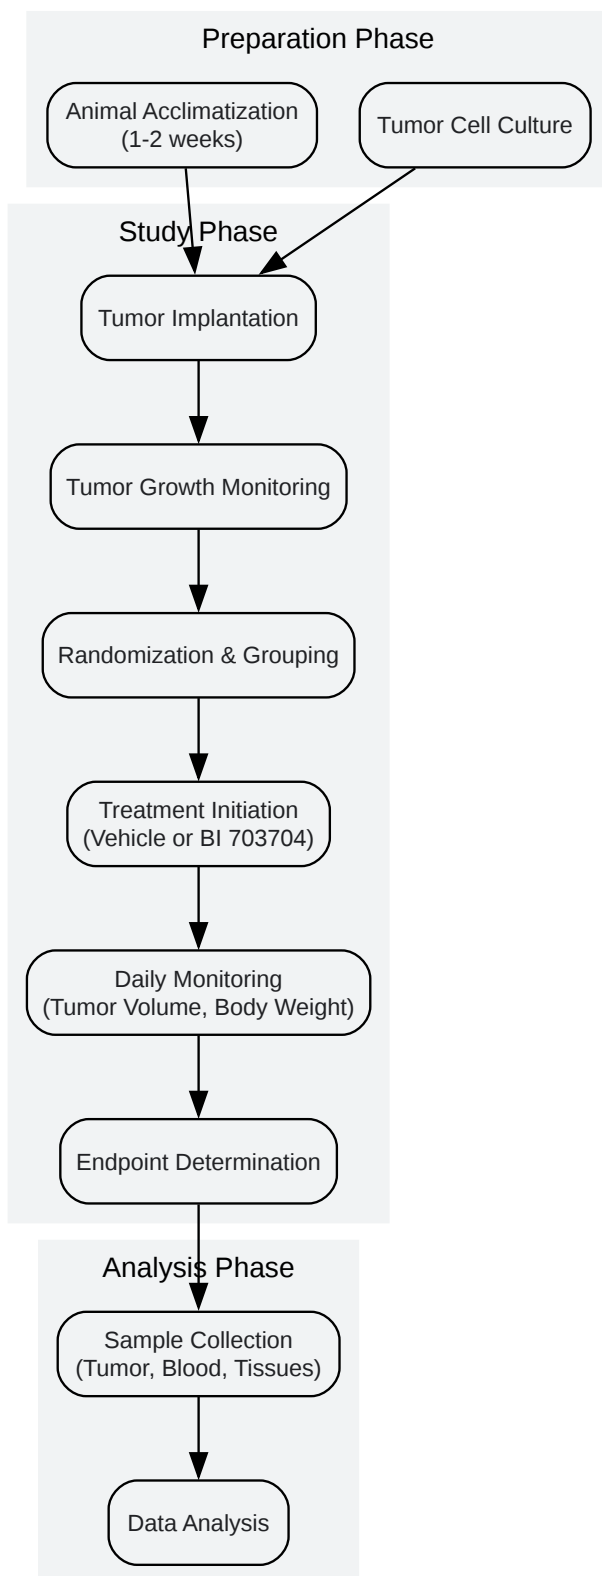 Preparation Phase
Animal Acclimatization
(1-2 weeks)
Tumor Cell Culture
Study Phase
Tumor Implantation
Tumor Growth Monitoring
Randomization & Grouping
Treatment Initiation
(Vehicle or BI 703704)
Daily Monitoring
(Tumor Volume, Body Weight)
Endpoint Determination
Analysis Phase
Sample Collection
(Tumor, Blood, Tissues)
Data Analysis